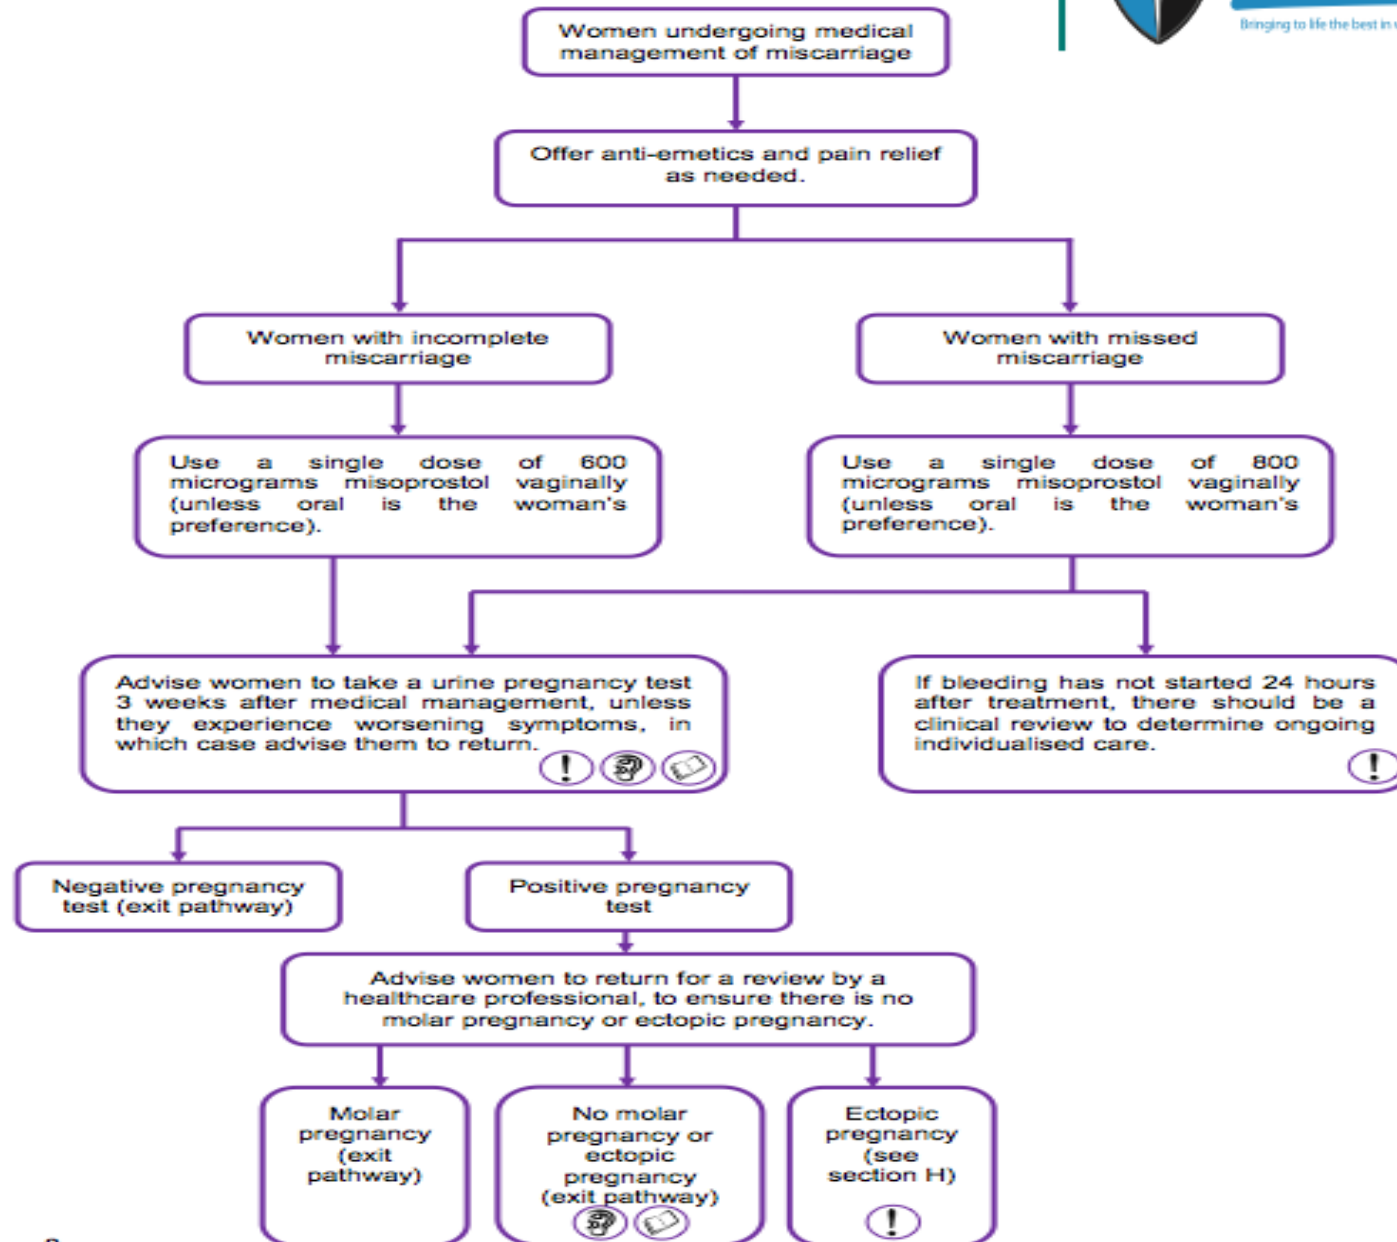 Bringing to life the best in
Women undergoing medical
management of miscarriage
Offer anti-emetics and pain relief
as needed.
Women with incomplete
miscarriage
Women with missed
miscarriage
Use a single dose of 600
micrograms misoprostol vaginally
(unless oral is the woman's
preference).
Use a single dose of 800
micrograms misoprostol vaginally
(unless oral is the woman's
preference).
Advise women to take a urine pregnancy test
3 weeks after medical management, unless
they experience worsening symptoms, in
which case advise them to return.
If bleeding has not started 24 hours
after treatment, there should be a
clinical review to determine ongoing
individualised care.
Negative pregnancy
test (exit pathway)
Positive pregnancy
test
Advise women to return for a review by a
healthcare professional, to ensure there is no
molar pregnancy or ectopic pregnancy.
Molar
pregnancy
(exit
pathway)
No molar
pregnancy or
ectopic
pregnancy
(exit pathway)
Ectopic
pregnancy
(see
section H)